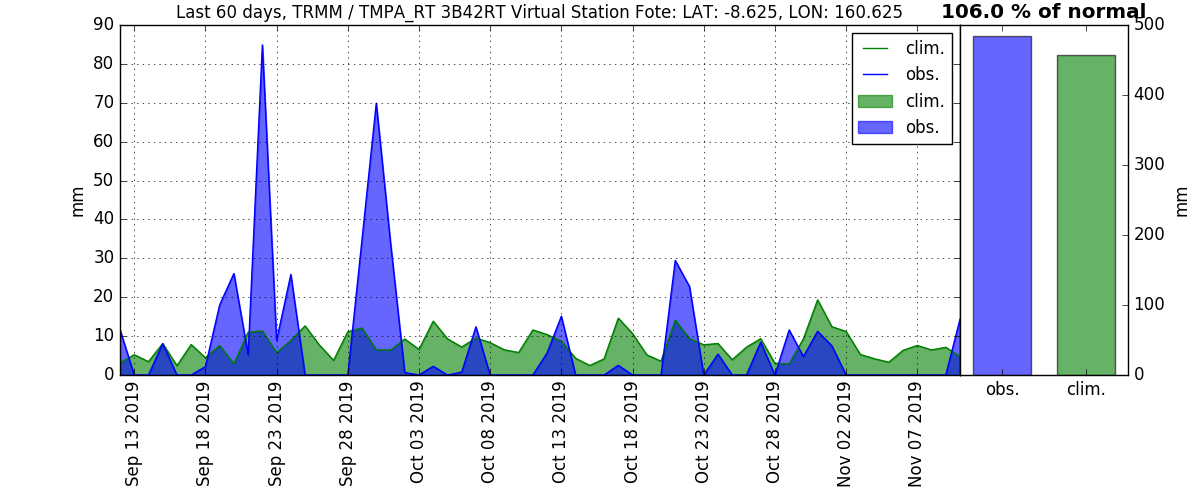 Last 60 days, TRMM / TMPA_RT 3B42RT Virtual Station Fote: LAT: -8.625, LON: 160.625
106.0 % of normal
90
80
70
60
50
40
30
20
10
0
mm
clim.
obs.
clim.
obs.
500
400
300
200
100
0
mm
Sep 13 2019
Sep 18 2019
Sep 23 2019
Sep 28 2019
Oct 03 2019
Oct 08 2019
Oct 13 2019
Oct 18 2019
Oct 23 2019
Oct 28 2019
Nov 02 2019
Nov 07 2019
obs.
clim.